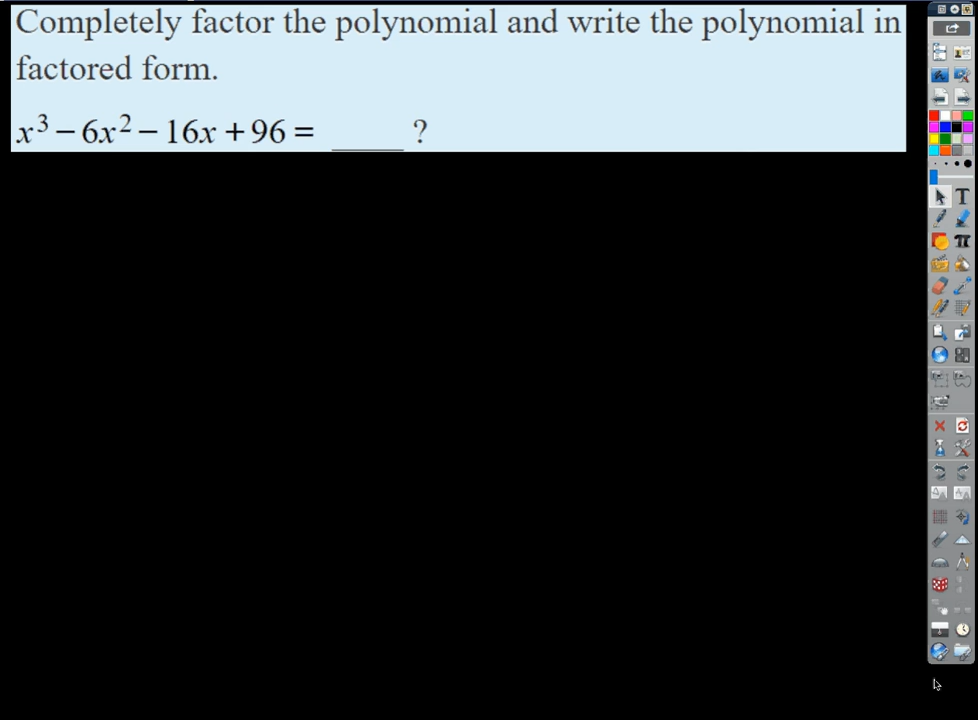 Completely factor the polynomial and write the polynomial in
factored form.
x³ − 6x² − 16x + 96 = _____ ?